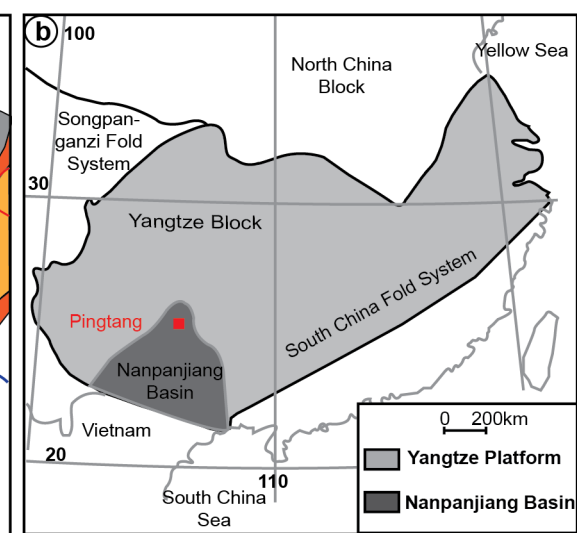 b
100
Yellow Sea
North China
Block
Songpan-
ganzi Fold
System
30
Yangtze Block
South China Fold System
Pingtang
Nanpanjiang
Basin
Vietnam
0 200km
20
Yangtze Platform
110
South China
Sea
Nanpanjiang Basin